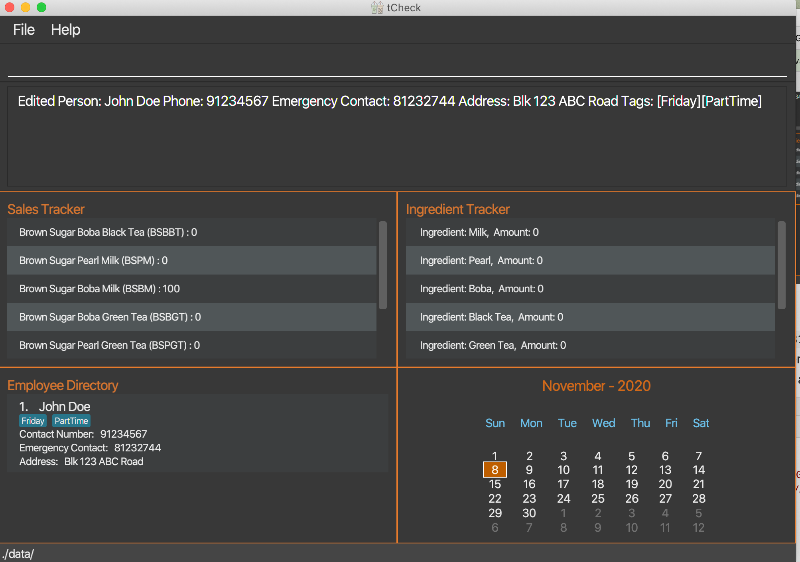 tCheck
File Help
Edited Person: John Doe Phone: 91234567 Emergency Contact: 81232744 Address: Blk 123 ABC Road Tags: [Friday][PartTime]
Sales Tracker
Brown Sugar Boba Black Tea (BSBBT) : 0
Brown Sugar Pearl Milk (BSPM) : 0
Brown Sugar Boba Milk (BSBM) : 100
Brown Sugar Boba Green Tea (BSBGT) : 0
Brown Sugar Pearl Green Tea (BSPGT) : 0
Ingredient Tracker
Ingredient: Milk, Amount: 0
Ingredient: Pearl, Amount: 0
Ingredient: Boba, Amount: 0
Ingredient: Black Tea, Amount: 0
Ingredient: Green Tea, Amount: 0
Employee Directory
1. John Doe
Friday PartTime
Contact Number: 91234567
Emergency Contact: 81232744
Address: Blk 123 ABC Road
November - 2020
Sun Mon Tue Wed Thu Fri Sat
1 2 3 4 5 6 7
8 9 10 11 12 13 14
15 16 17 18 19 20 21
22 23 24 25 26 27 28
29 30 1 2 3 4 5
6 7 8 9 10 11 12
./data/